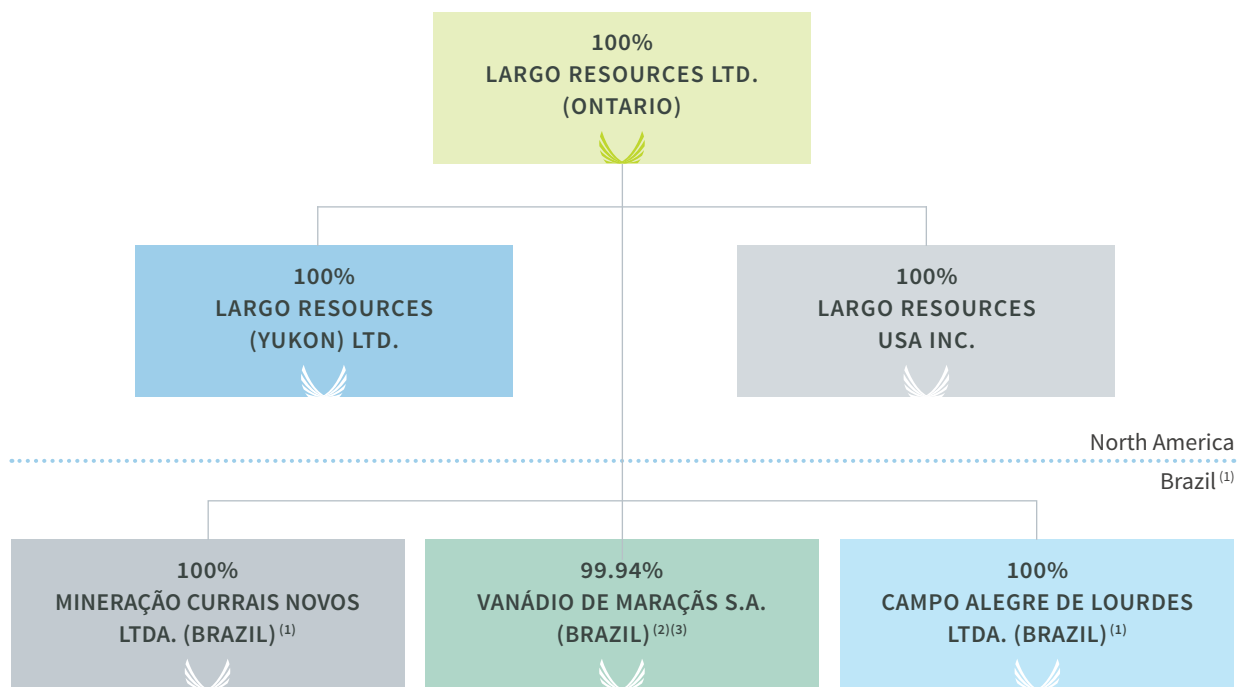 100%
LARGO RESOURCES LTD.
(ONTARIO)
100%
LARGO RESOURCES
(YUKON) LTD.
100%
LARGO RESOURCES
USA INC.
North America
Brazil (1)
100%
MINERAÇÃO CURRAIS NOVOS
LTDA. (BRAZIL) (1)
99.94%
VANÁDIO DE MARAÇÃS S.A.
(BRAZIL) (2)(3)
100%
CAMPO ALEGRE DE LOURDES
LTDA. (BRAZIL) (1)